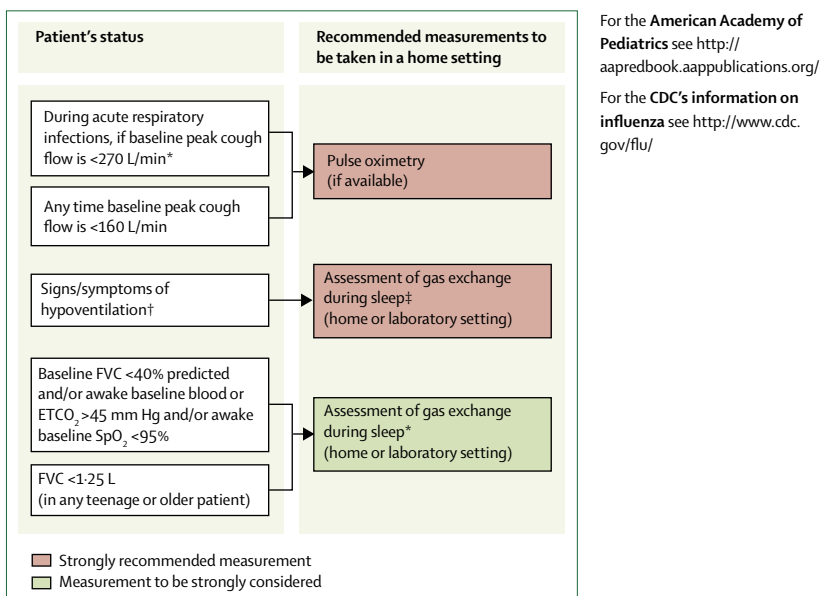 Patient's status
Recommended measurements to
be taken in a home setting
During acute respiratory
infections, if baseline peak cough
flow is <270 L/min*
Any time baseline peak cough
flow is <160 L/min
Pulse oximetry
(if available)
Signs/symptoms of
hypoventilation†
Assessment of gas exchange
during sleep‡
(home or laboratory setting)
Baseline FVC <40% predicted
and/or awake baseline blood or
ETCO₂ >45 mm Hg and/or awake
baseline SpO₂ <95%
FVC <1·25 L
(in any teenage or older patient)
Assessment of gas exchange
during sleep*
(home or laboratory setting)
Strongly recommended measurement
Measurement to be strongly considered
For the American Academy of
Pediatrics see http://
aapredbook.aappublications.org/
For the CDC's information on
influenza see http://www.cdc.
gov/flu/